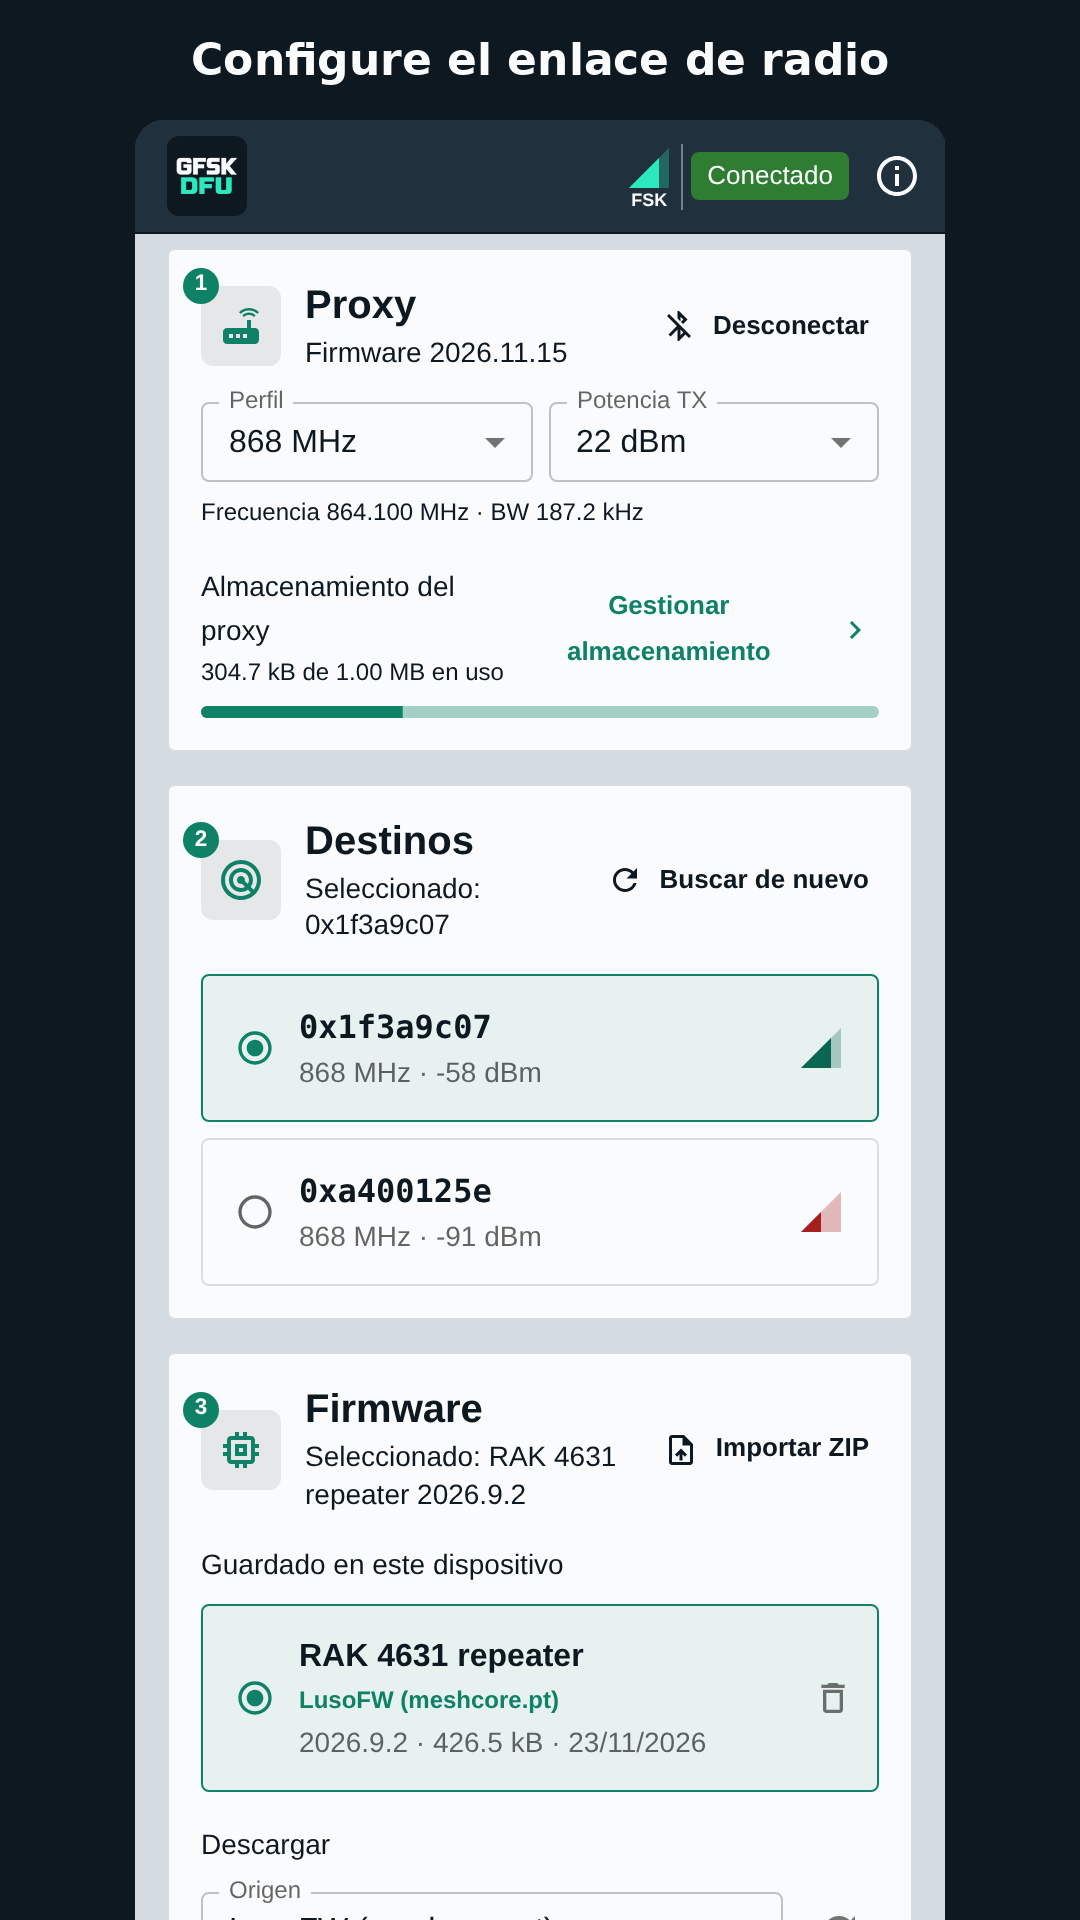 Configure el enlace de radio
GFSK
DFU
FSK
Conectado
1
Proxy
Firmware 2026.11.15
Desconectar
Perfil
868 MHz
Potencia TX
22 dBm
Frecuencia 864.100 MHz · BW 187.2 kHz
Almacenamiento del
proxy
304.7 kB de 1.00 MB en uso
Gestionar
almacenamiento
2
Destinos
Seleccionado:
0x1f3a9c07
Buscar de nuevo
0x1f3a9c07
868 MHz · -58 dBm
0xa400125e
868 MHz · -91 dBm
3
Firmware
Seleccionado: RAK 4631
repeater 2026.9.2
Importar ZIP
Guardado en este dispositivo
RAK 4631 repeater
LusoFW (meshcore.pt)
2026.9.2 · 426.5 kB · 23/11/2026
Descargar
Origen